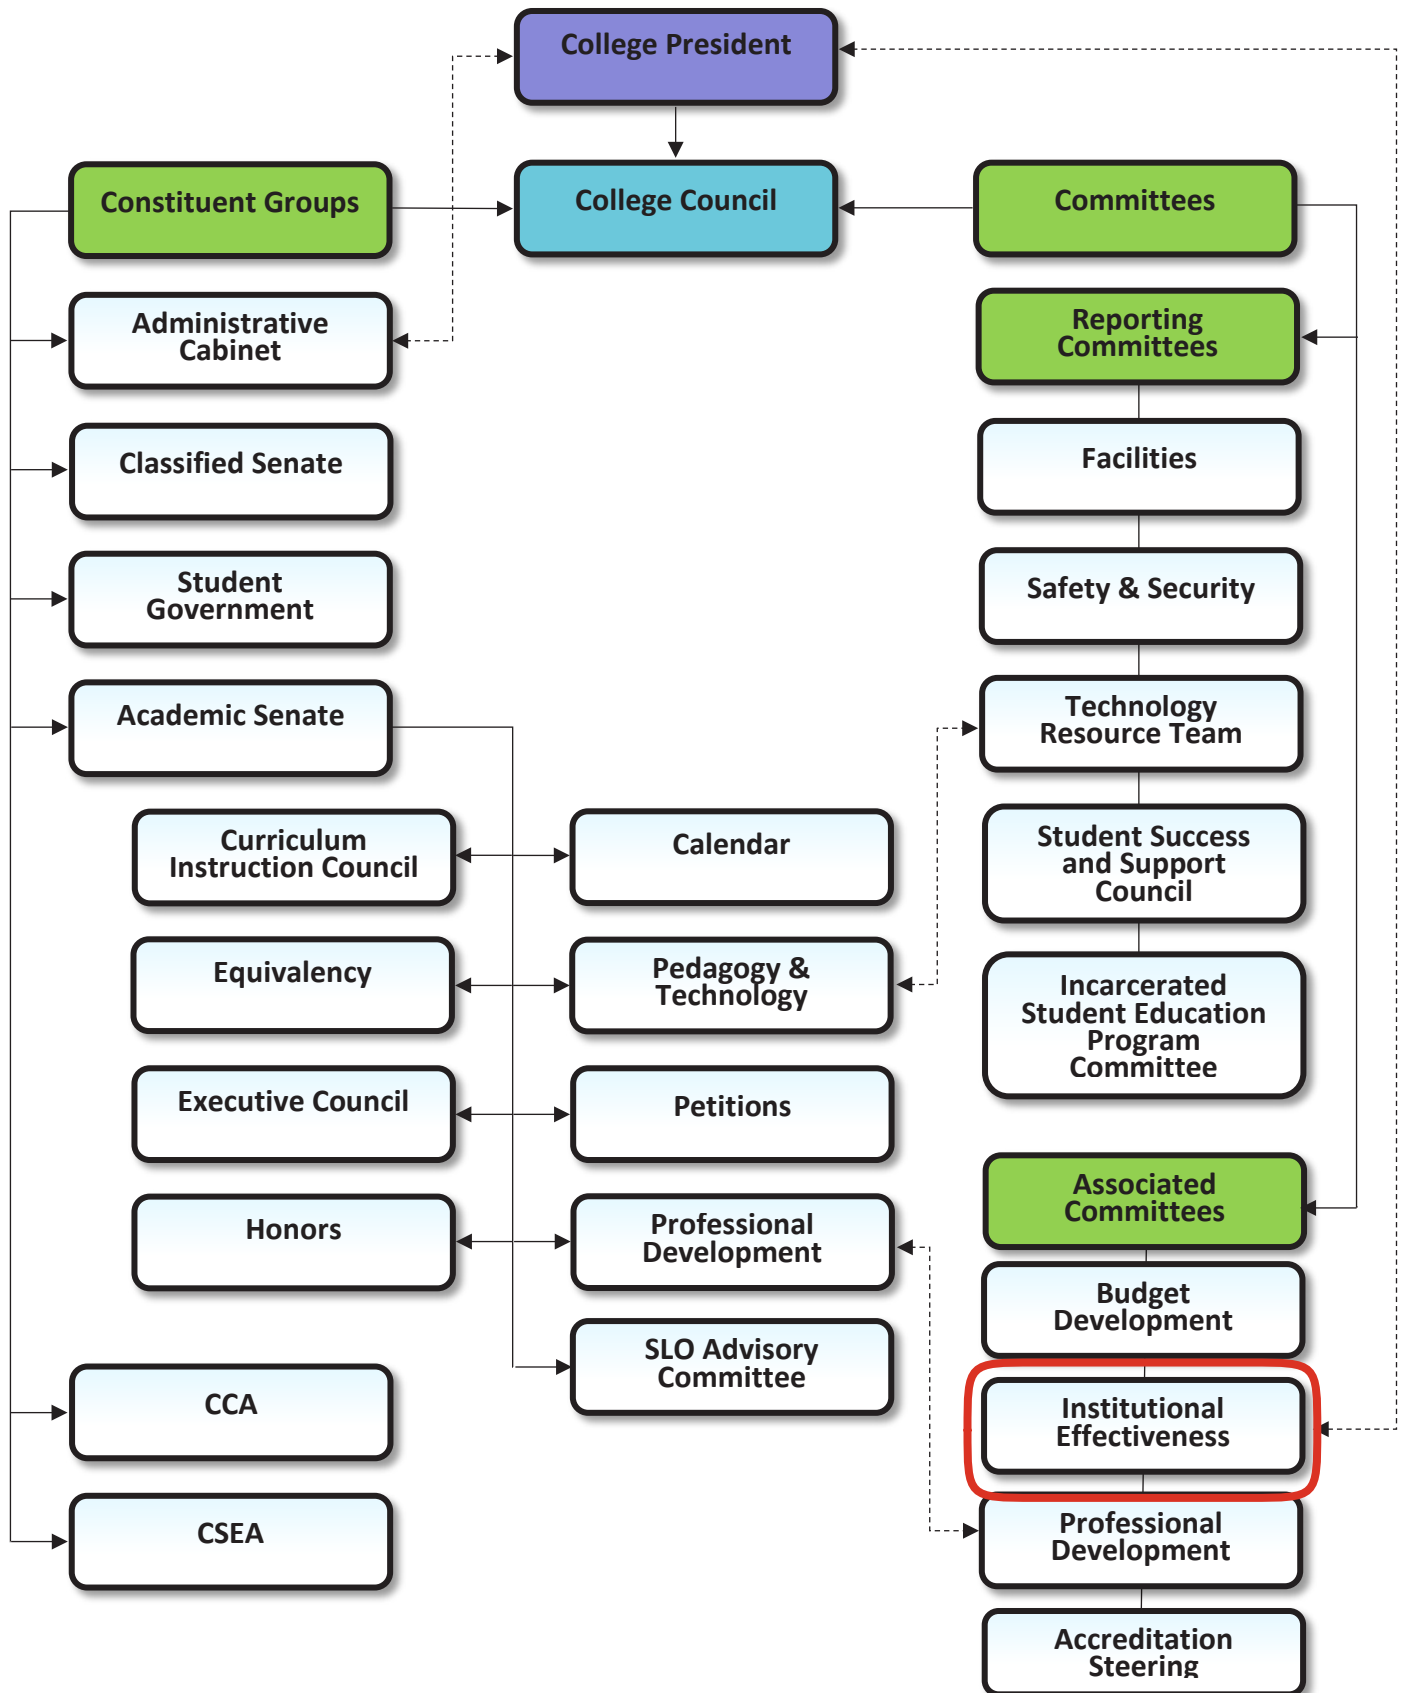 College President
Constituent Groups
College Council
Committees
Administrative
Cabinet
Reporting
Committees
Classified Senate
Facilities
Student
Government
Safety & Security
Academic Senate
Technology
Resource Team
Curriculum
Instruction Council
Calendar
Student Success
and Support
Council
Equivalency
Pedagogy &
Technology
Incarcerated
Student Education
Program
Committee
Executive Council
Petitions
Honors
Professional
Development
Associated
Committees
Budget
Development
SLO Advisory
Committee
CCA
Institutional
Effectiveness
CSEA
Professional
Development
Accreditation
Steering